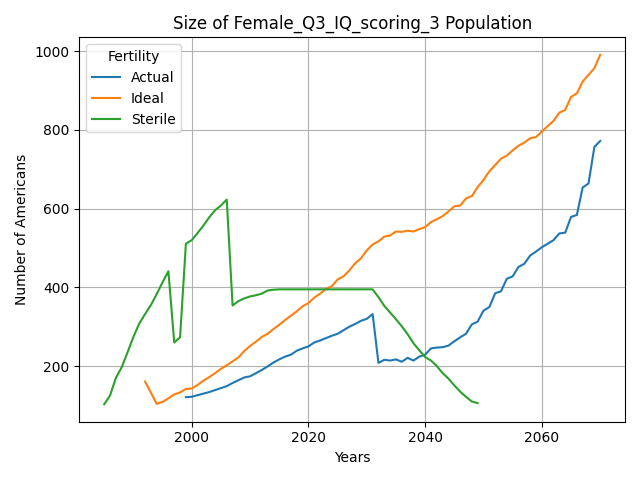 Size of Female_Q3_IQ_scoring_3 Population
Fertility
Actual
Ideal
Sterile
Number of Americans
1000
800
600
400
200
2000
2020
2040
2060
Years